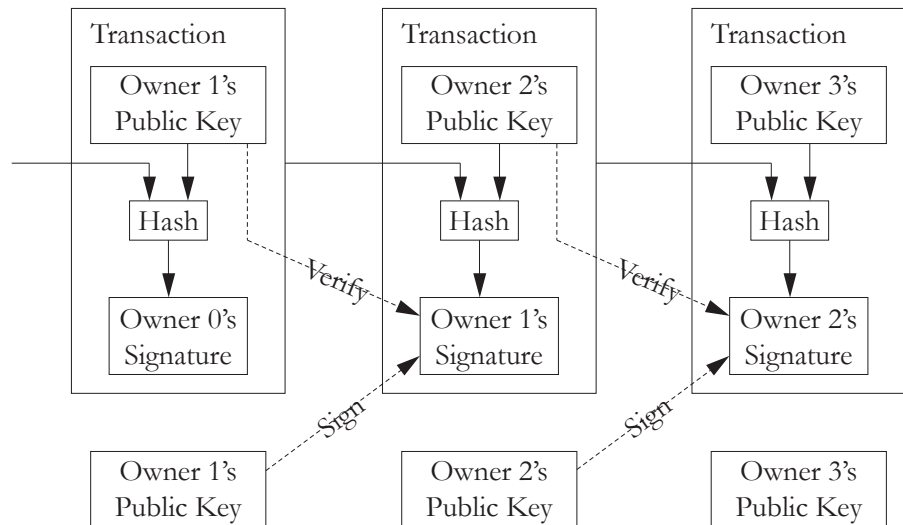 Transaction
Owner 1's
Public Key
Hash
Owner 0's
Signature
Transaction
Owner 2's
Public Key
Hash
Verify
Owner 1's
Signature
Transaction
Owner 3's
Public Key
Hash
Verify
Owner 2's
Signature
Sign
Sign
Owner 1's
Public Key
Owner 2's
Public Key
Owner 3's
Public Key